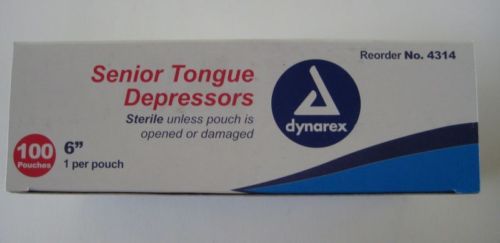 Reorder No. 4314
Senior Tongue
Depressors
Sterile unless pouch is
opened or damaged
dynarex
100
Pouches
6”
1 per pouch